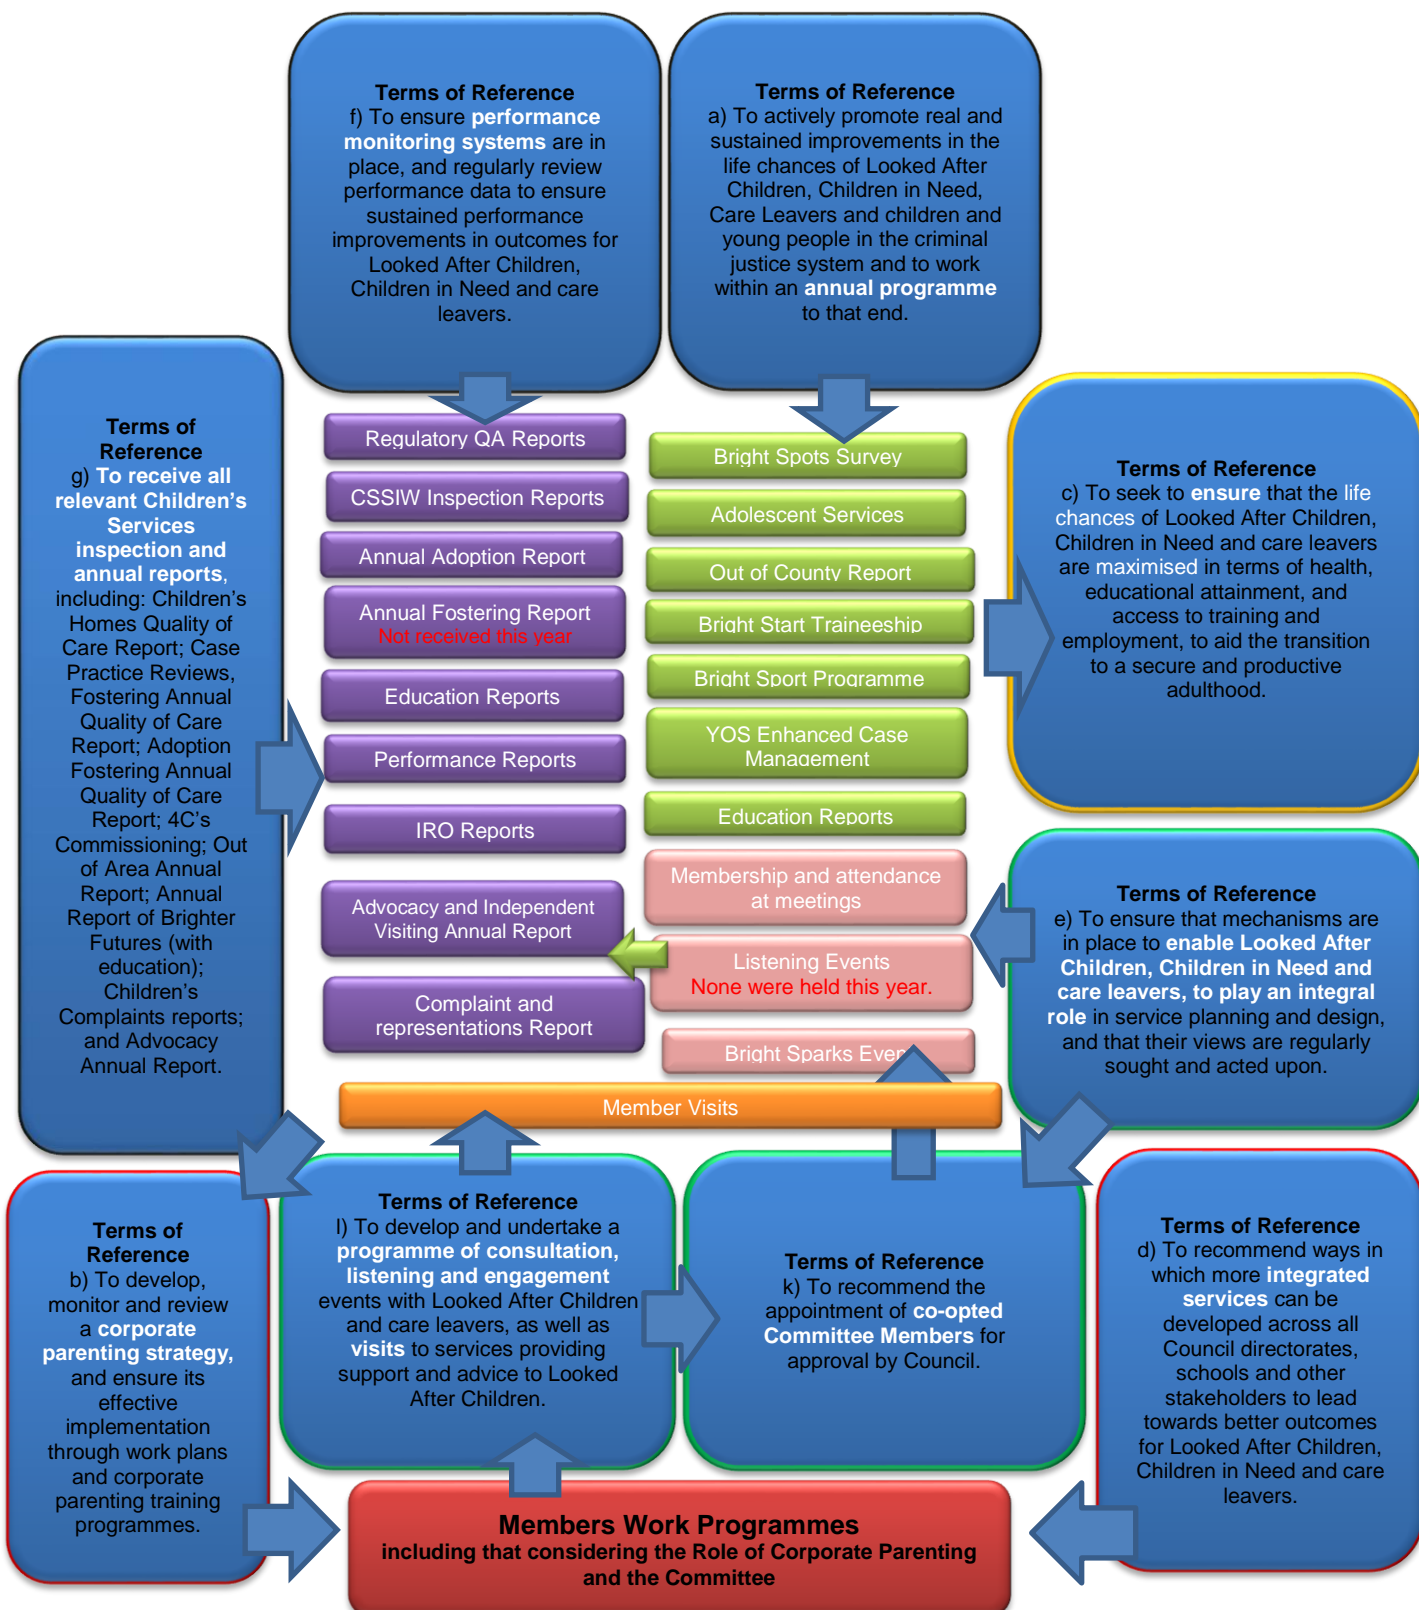 Terms of Reference
f) To ensure performance
monitoring systems are in
place, and regularly review
performance data to ensure
sustained performance
improvements in outcomes for
Looked After Children,
Children in Need and care
leavers.
Terms of Reference
a) To actively promote real and
sustained improvements in the
life chances of Looked After
Children, Children in Need,
Care Leavers and children and
young people in the criminal
justice system and to work
within an annual programme
to that end.
Terms of
Reference
g) To receive all
relevant Children's
Services
inspection and
annual reports,
including: Children's
Homes Quality of
Care Report; Case
Practice Reviews,
Fostering Annual
Quality of Care
Report; Adoption
Fostering Annual
Quality of Care
Report; 4C's
Commissioning; Out
of Area Annual
Report; Annual
Report of Brighter
Futures (with
education);
Children's
Complaints reports;
and Advocacy
Annual Report.
Regulatory QA Reports
CSSIW Inspection Reports
Annual Adoption Report
Annual Fostering Report
Not received this year
Education Reports
Performance Reports
IRO Reports
Advocacy and Independent
Visiting Annual Report
Complaint and
representations Report
Bright Spots Survey
Adolescent Services
Out of County Report
Bright Start Traineeship
Bright Sport Programme
YOS Enhanced Case
Management
Education Reports
Membership and attendance
at meetings
Listening Events
None were held this year.
Bright Sparks Even
Member Visits
Terms of Reference
c) To seek to ensure that the life
chances of Looked After Children,
Children in Need and care leavers
are maximised in terms of health,
educational attainment, and
access to training and
employment, to aid the transition
to a secure and productive
adulthood.
Terms of Reference
e) To ensure that mechanisms are
in place to enable Looked After
Children, Children in Need and
care leavers, to play an integral
role in service planning and design,
and that their views are regularly
sought and acted upon.
Terms of
Reference
b) To develop,
monitor and review
a corporate
parenting strategy,
and ensure its
effective
implementation
through work plans
and corporate
parenting training
programmes.
Terms of Reference
l) To develop and undertake a
programme of consultation,
listening and engagement
events with Looked After Children
and care leavers, as well as
visits to services providing
support and advice to Looked
After Children.
Terms of Reference
k) To recommend the
appointment of co-opted
Committee Members for
approval by Council.
Terms of Reference
d) To recommend ways in
which more integrated
services can be
developed across all
Council directorates,
schools and other
stakeholders to lead
towards better outcomes
for Looked After Children,
Children in Need and care
leavers.
Members Work Programmes
including that considering the Role of Corporate Parenting
and the Committee